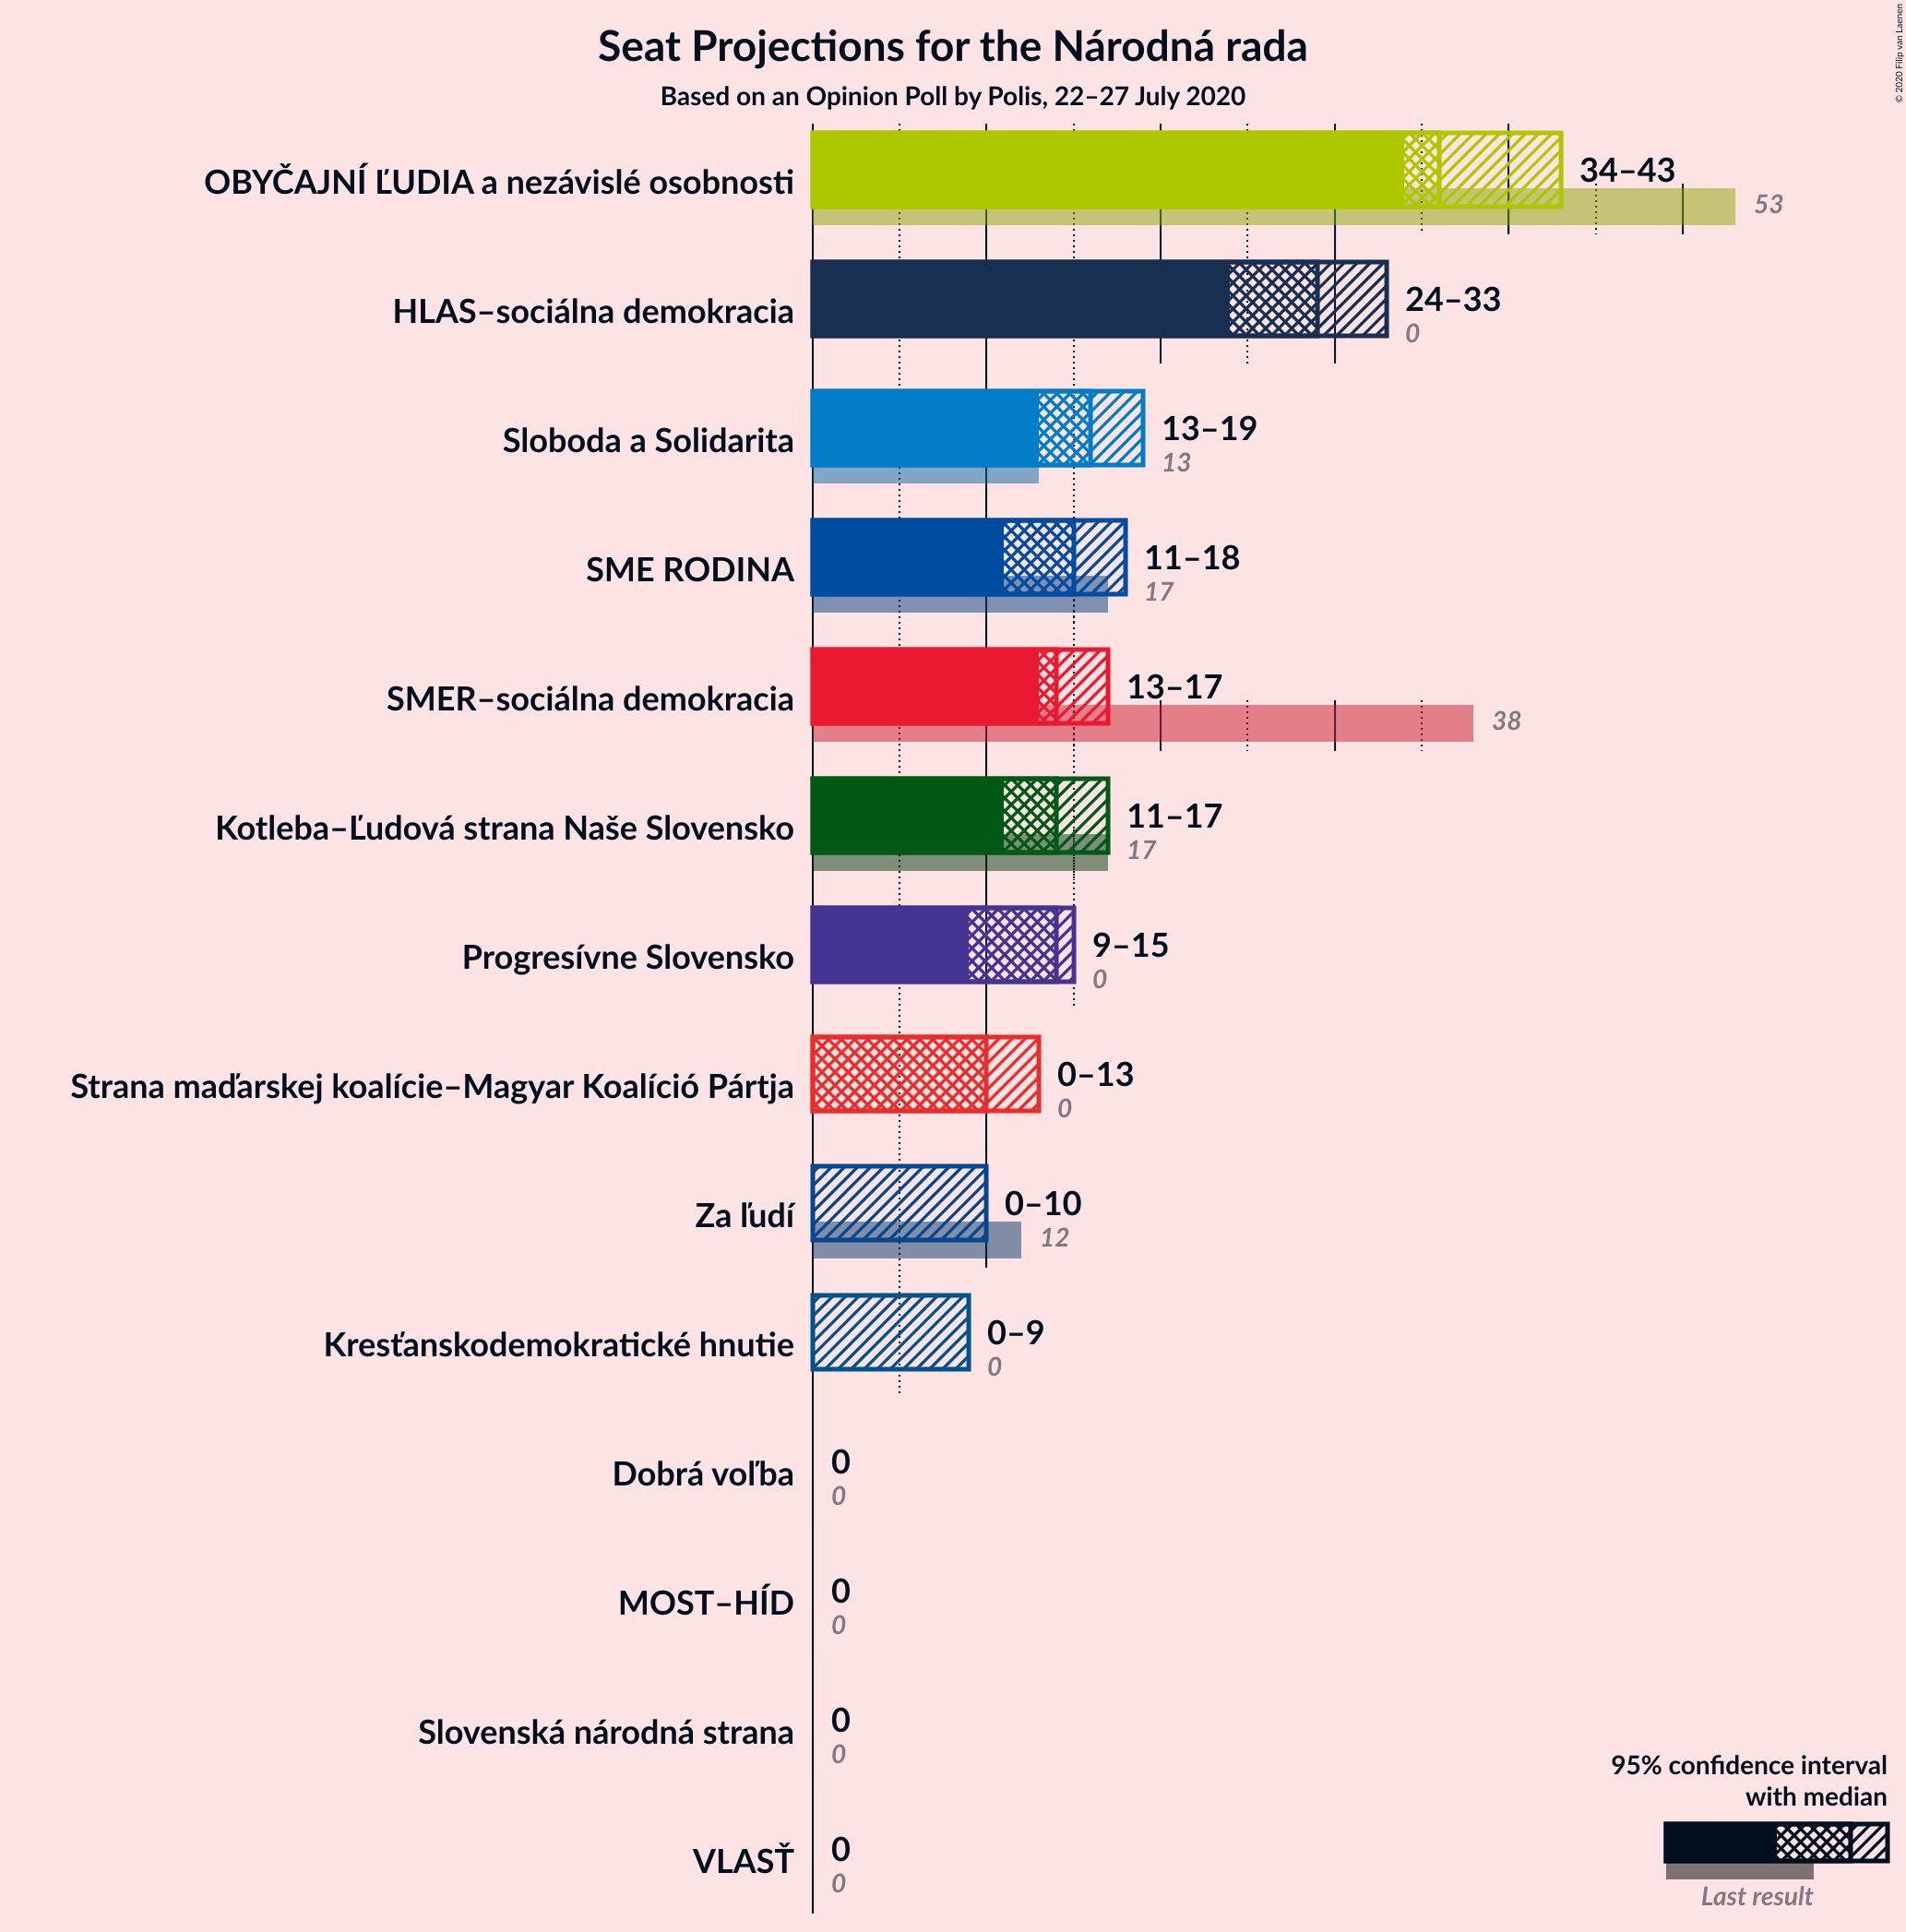 Seat Projections for the Národná rada
Based on an Opinion Poll by Polis, 22–27 July 2020
© 2020 Filip van Laenen
OBYČAJNÍ ĽUDIA a nezávislé osobnosti
34–43
53
HLAS–sociálna demokracia
24–33
0
Sloboda a Solidarita
13–19
13
SME RODINA
11–18
17
SMER–sociálna demokracia
13–17
38
Kotleba–Ľudová strana Naše Slovensko
11–17
17
Progresívne Slovensko
9–15
0
Strana maďarskej koalície–Magyar Koalíció Pártja
0–13
0
Za ľudí
0–10
12
Kresťanskodemokratické hnutie
0–9
0
Dobrá voľba
0
0
MOST–HÍD
0
0
Slovenská národná strana
0
0
VLASŤ
0
0
95% confidence interval
with median
Last result